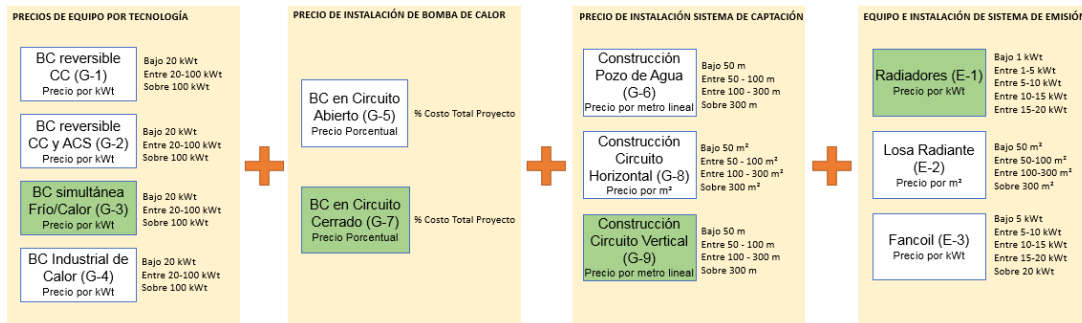 PRECIOS DE EQUIPO POR TECNOLOGÍA
BC reversible
CC (G-1)
Precio por kWt
Bajo 20 kWt
Entre 20-100 kWt
Sobre 100 kWt
BC reversible
CC y ACS (G-2)
Precio por kWt
Bajo 20 kWt
Entre 20-100 kWt
Sobre 100 kWt
BC simultánea
Frío/Calor (G-3)
Precio por kWt
Bajo 20 kWt
Entre 20-100 kWt
Sobre 100 kWt
BC Industrial de
Calor (G-4)
Precio por kWt
Bajo 20 kWt
Entre 20-100 kWt
Sobre 100 kWt
PRECIO DE INSTALACIÓN DE BOMBA DE CALOR
BC en Circuito
Abierto (G-5)
Precio Porcentual
% Costo Total Proyecto
BC en Circuito
Cerrado (G-7)
Precio Porcentual
% Costo Total Proyecto
PRECIO DE INSTALACIÓN SISTEMA DE CAPTACIÓN
Construcción
Pozo de Agua
(G-6)
Precio por metro lineal
Bajo 50 m
Entre 50 - 100 m
Entre 100 - 300 m
Sobre 300 m
Construcción
Circuito
Horizontal (G-8)
Precio por m²
Bajo 50 m²
Entre 50 - 100 m²
Entre 100 - 300 m²
Sobre 300 m²
Construcción
Circuito Vertical
(G-9)
Precio por metro lineal
Bajo 50 m
Entre 50 - 100 m
Entre 100 - 300 m
Sobre 300 m
EQUIPO E INSTALACIÓN DE SISTEMA DE EMISIÓN
Radiadores (E-1)
Precio por kWt
Bajo 1 kWt
Entre 1-5 kWt
Entre 5-10 kWt
Entre 10-15 kWt
Entre 15-20 kWt
Losa Radiante
(E-2)
Precio por m²
Bajo 50 m²
Entre 50-100 m²
Entre 100-300 m²
Sobre 300 m²
Fancoil (E-3)
Precio por kWt
Bajo 5 kWt
Entre 5-10 kWt
Entre 10-15 kWt
Entre 15-20 kWt
Sobre 20 kWt